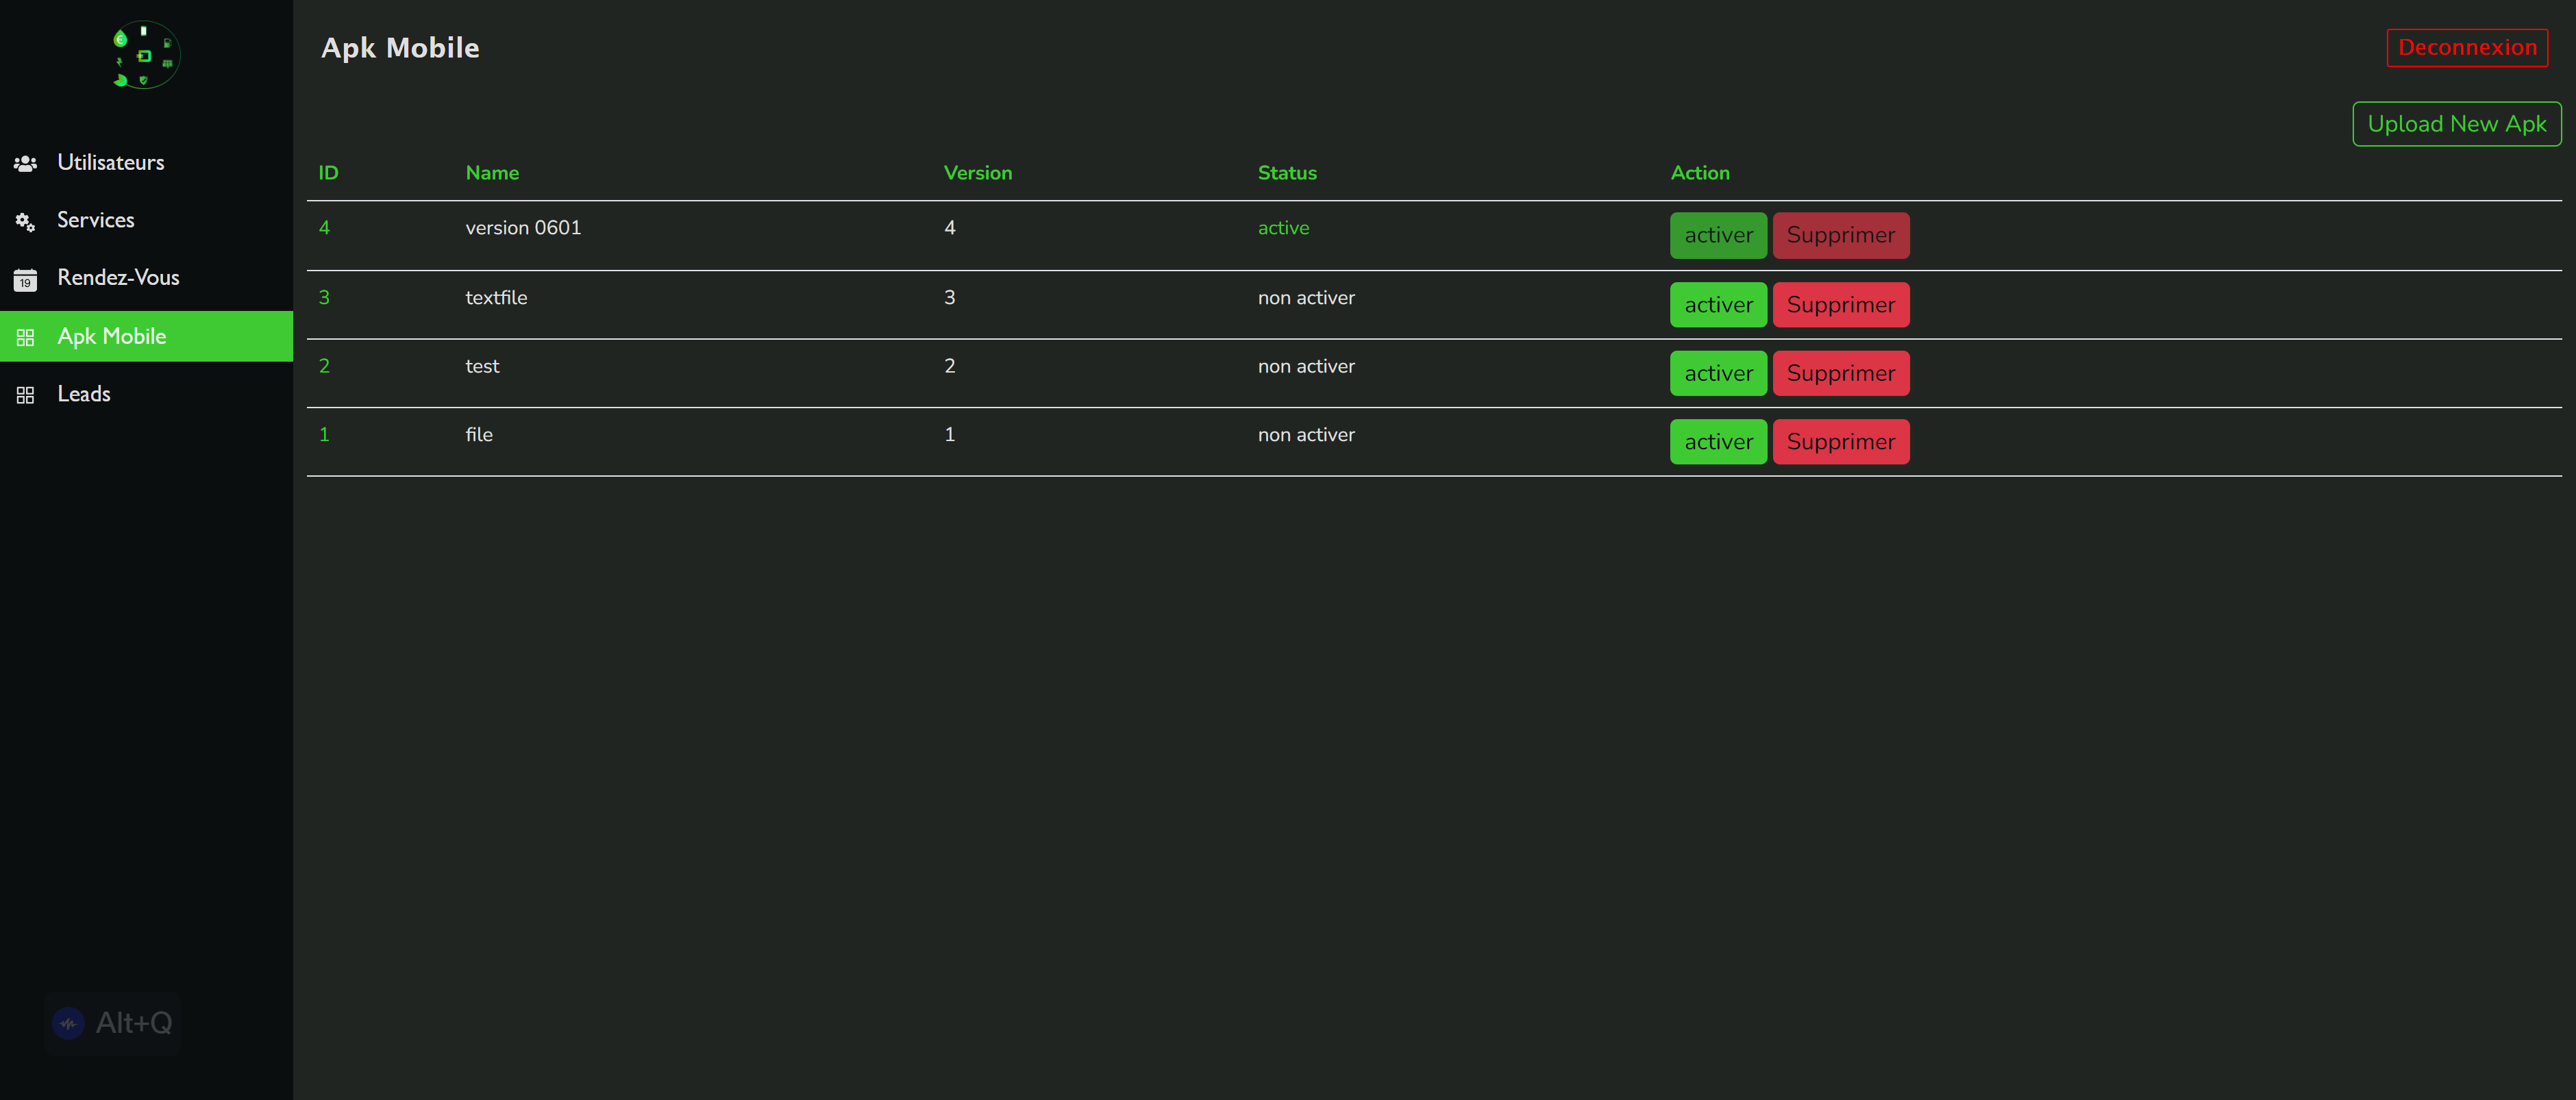 Apk Mobile
Deconnexion
Upload New Apk
Utilisateurs
Services
19
Rendez-Vous
Apk Mobile
Leads
ID Name Version Status Action
4 version 0601 4 active activer Supprimer
3 textfile 3 non activer activer Supprimer
2 test 2 non activer activer Supprimer
1 file 1 non activer activer Supprimer
Alt+Q